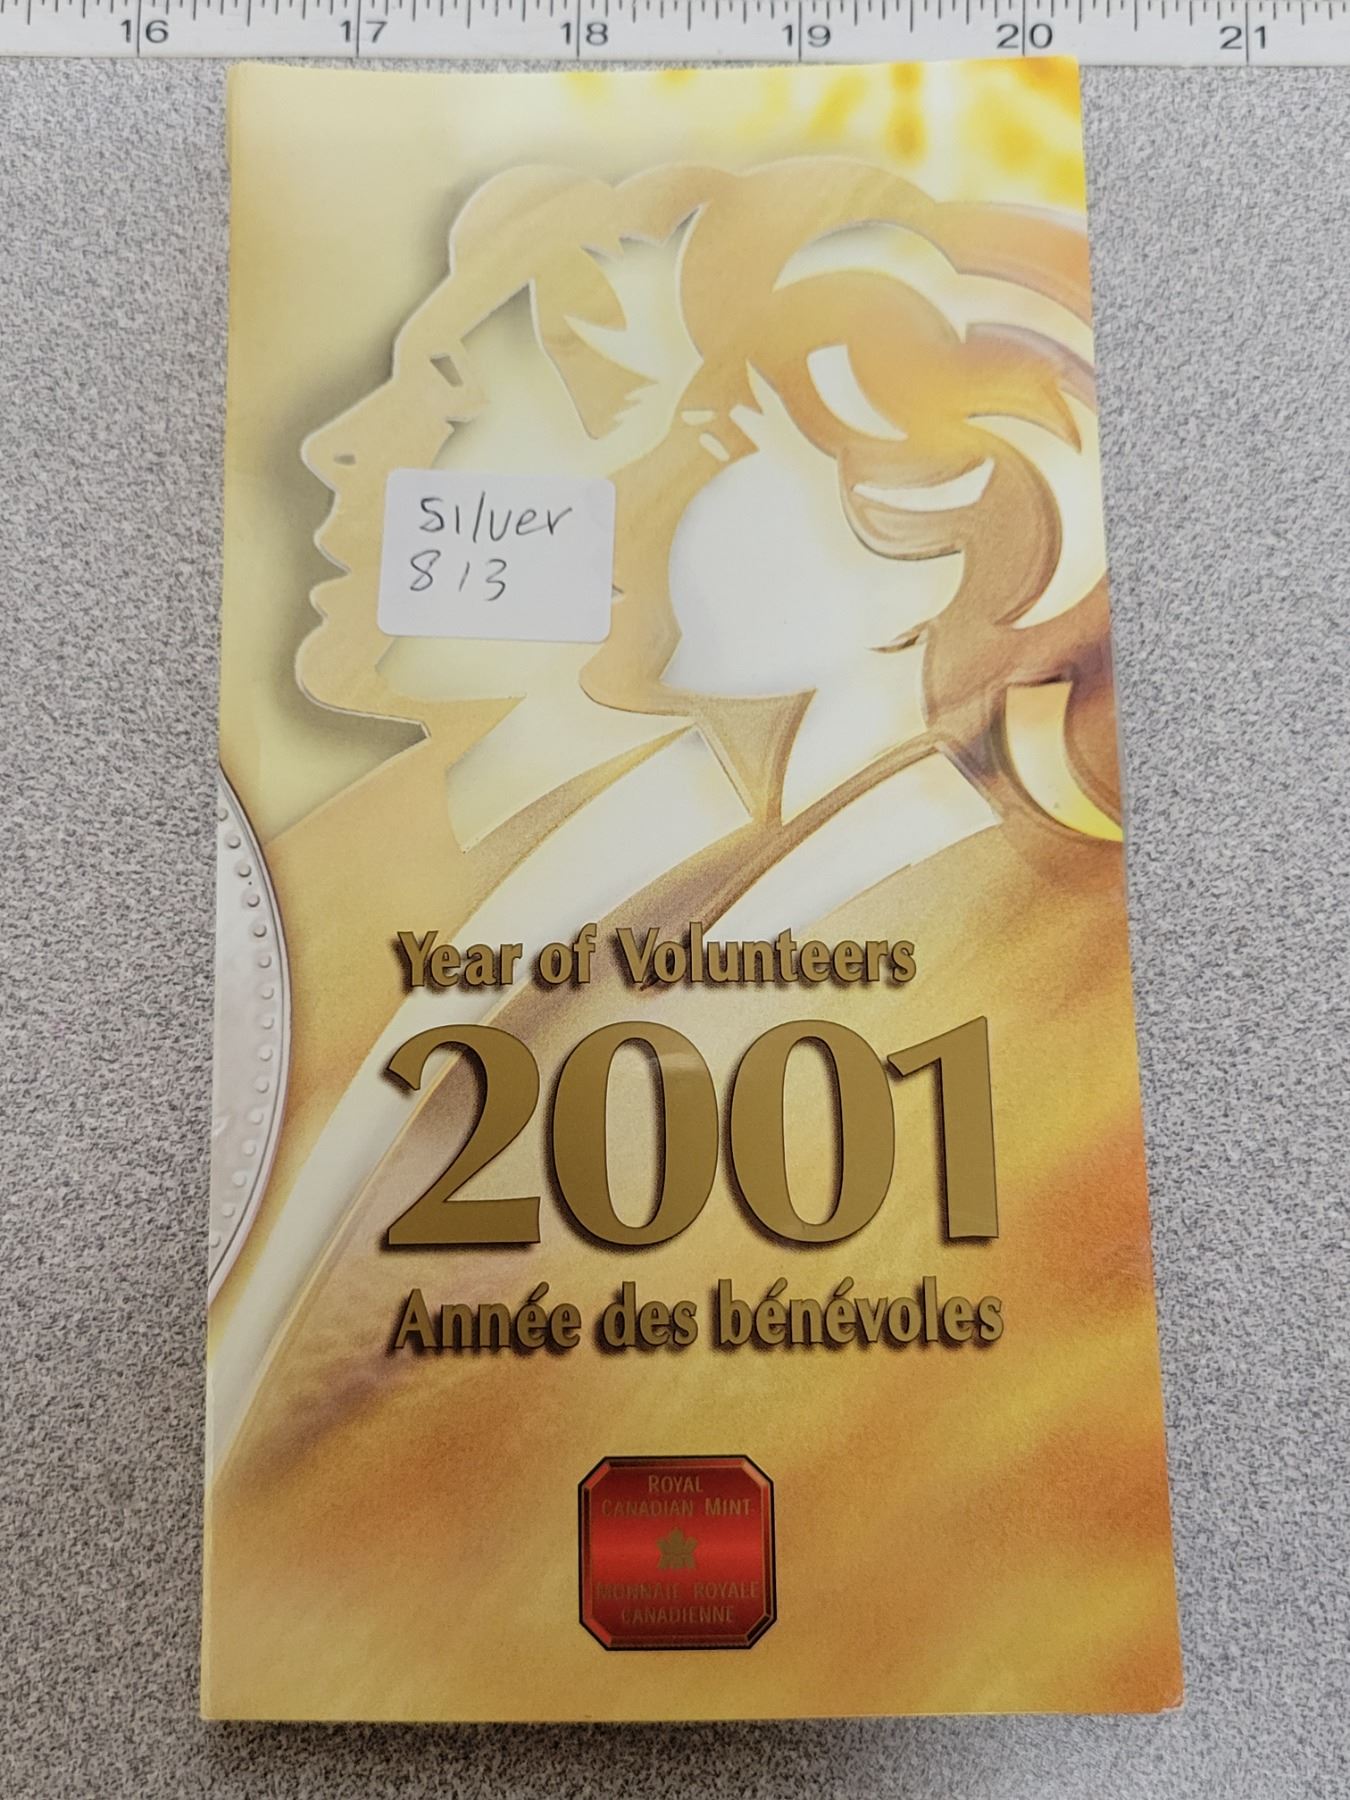 16 17 18 19 20 21
Silver
813
Year of Volunteers
2001
Année des bénévoles
ROYAL
CANADIAN MINT
MONNAIE ROYALE
CANADIENNE